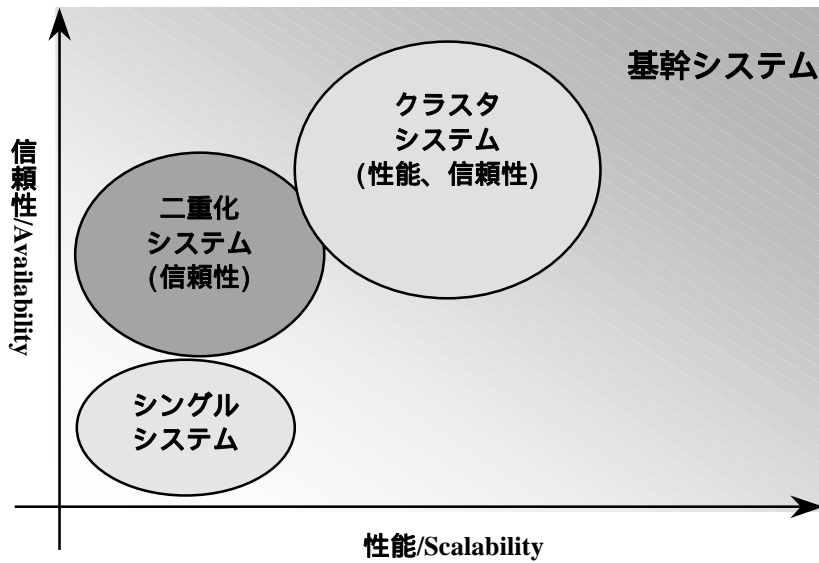 基幹システム
クラスタ
システム
(性能、信頼性)
信頼性/Availability
二重化
システム
(信頼性)
シングル
システム
性能/Scalability